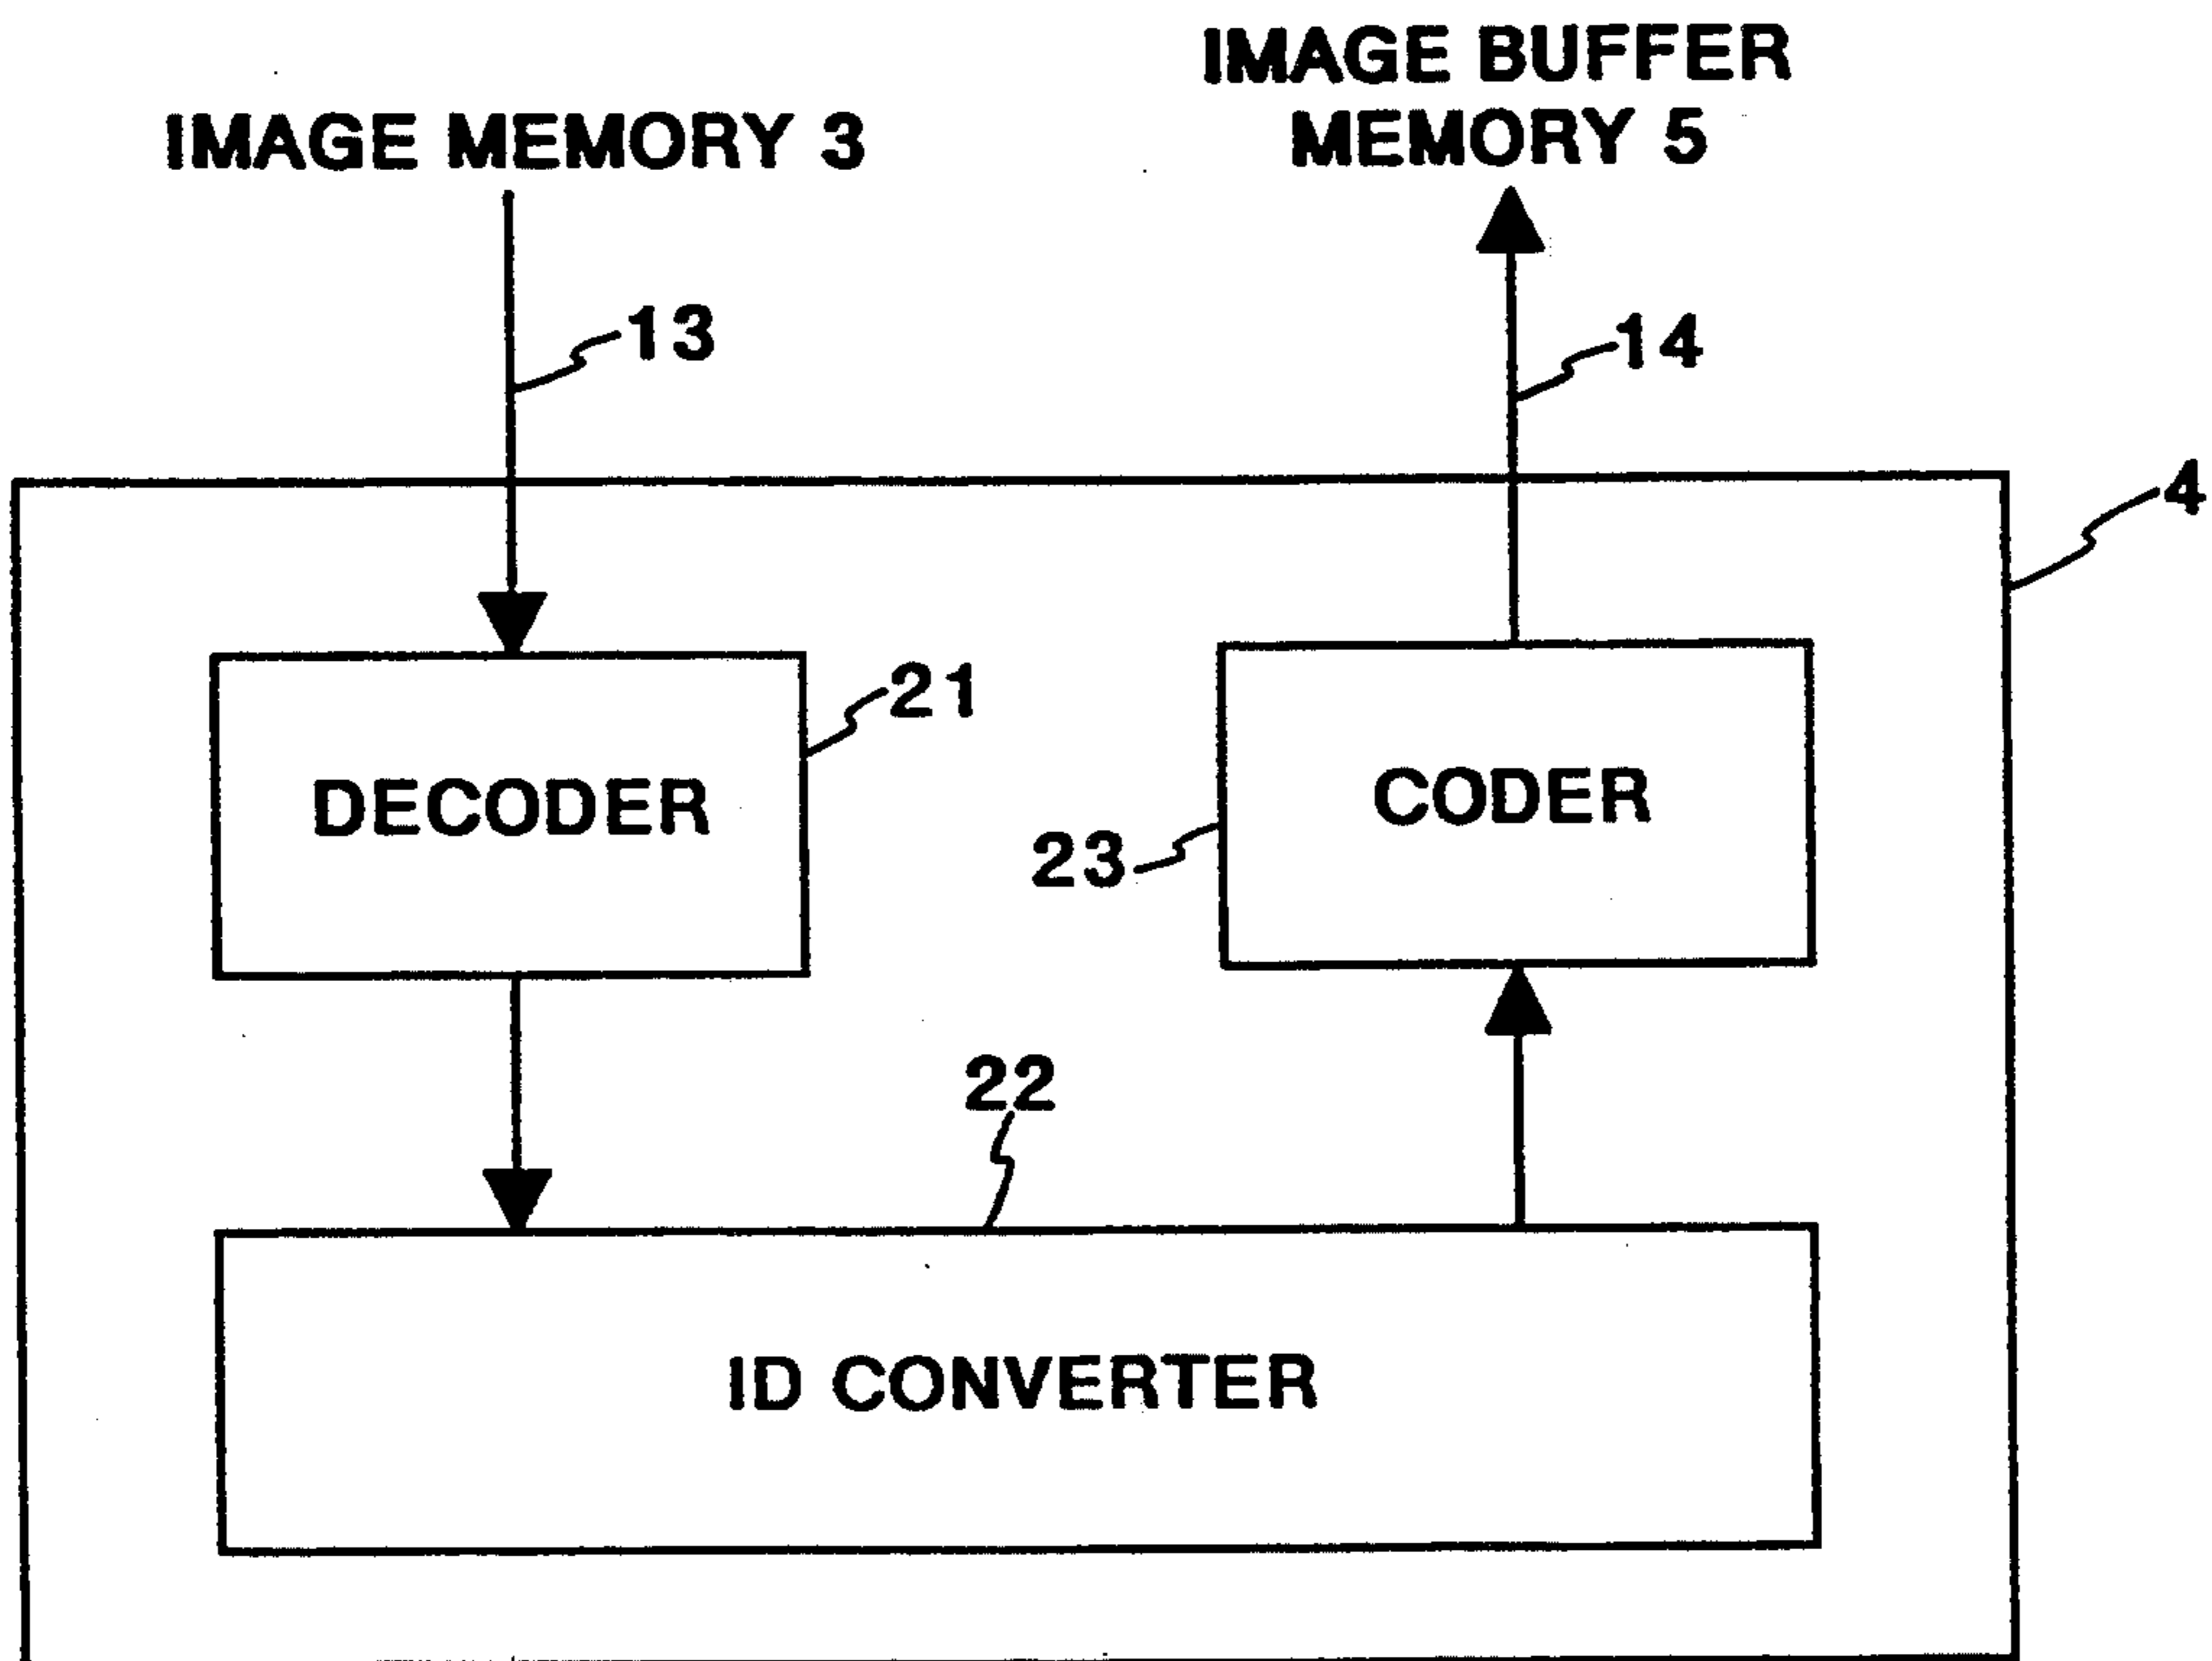 IMAGE BUFFER
MEMORY 5
IMAGE MEMORY 3
13
14
4
21
DECODER
CODER
23
22
ID CONVERTER